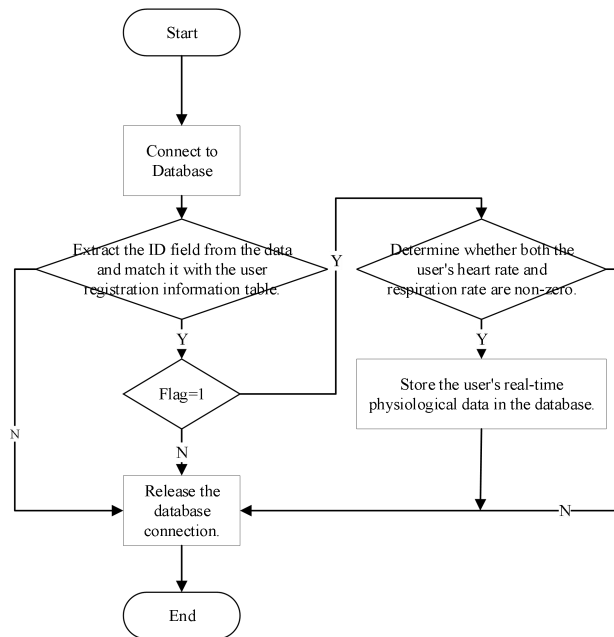 Start
Connect to
Database
Extract the ID field from the data
and match it with the user
registration information table.
Y
Flag=1
N
Release the
database
connection.
End
N
Y
Determine whether both the
user's heart rate and
respiration rate are non-zero.
Y
Store the user's real-time
physiological data in the database.
N